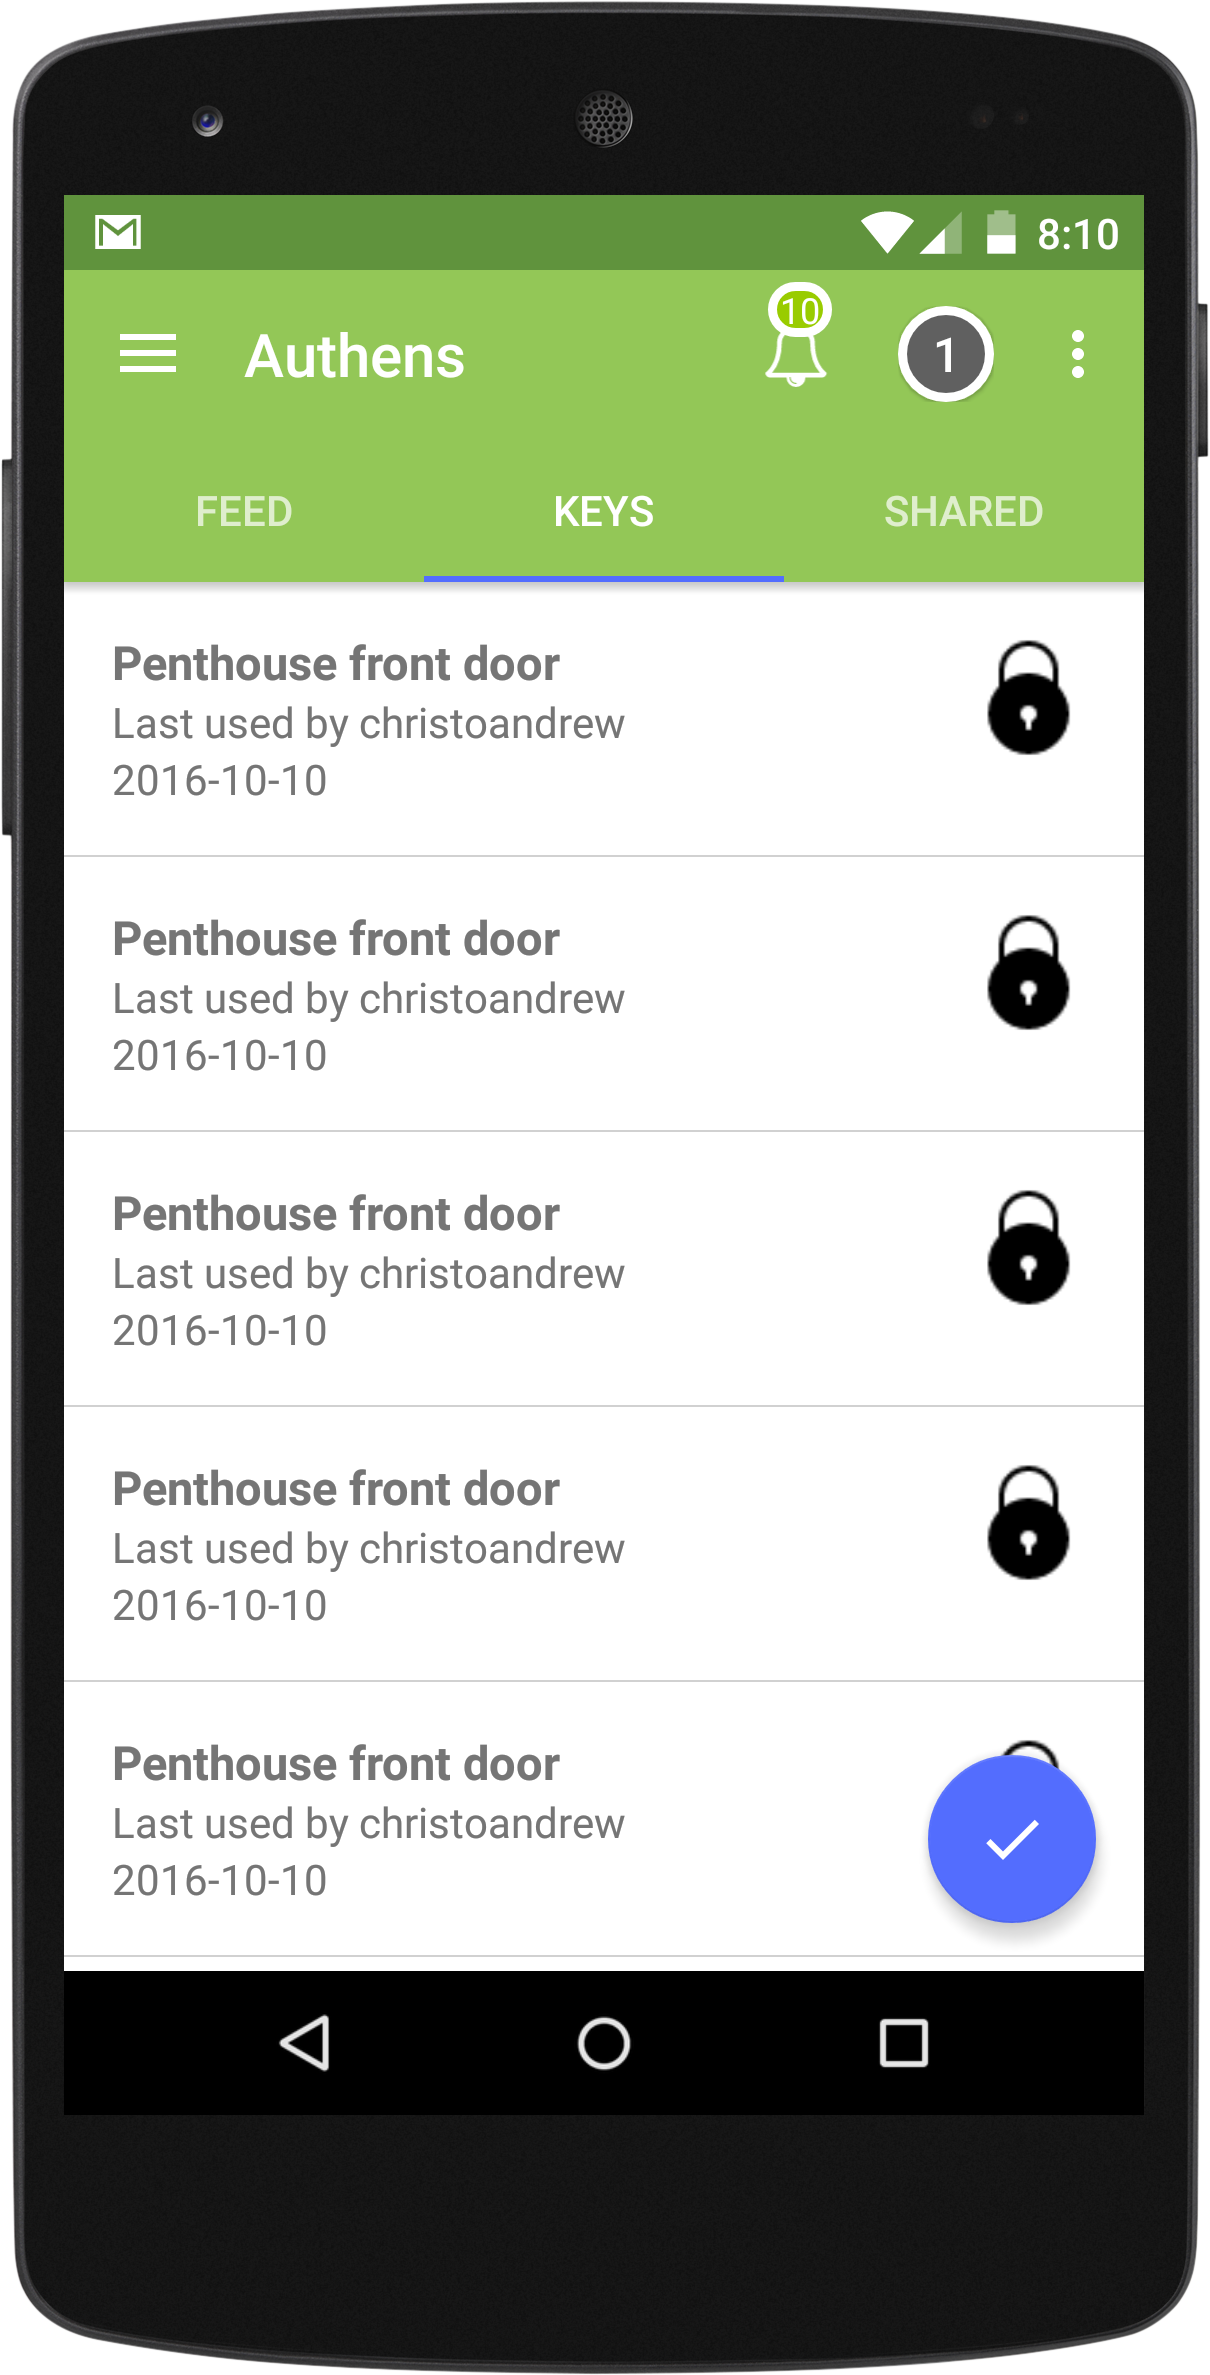 8:10
Authens
10
1
FEED
KEYS
SHARED
Penthouse front door
Last used by christoandrew
2016-10-10
Penthouse front door
Last used by christoandrew
2016-10-10
Penthouse front door
Last used by christoandrew
2016-10-10
Penthouse front door
Last used by christoandrew
2016-10-10
Penthouse front door
Last used by christoandrew
2016-10-10